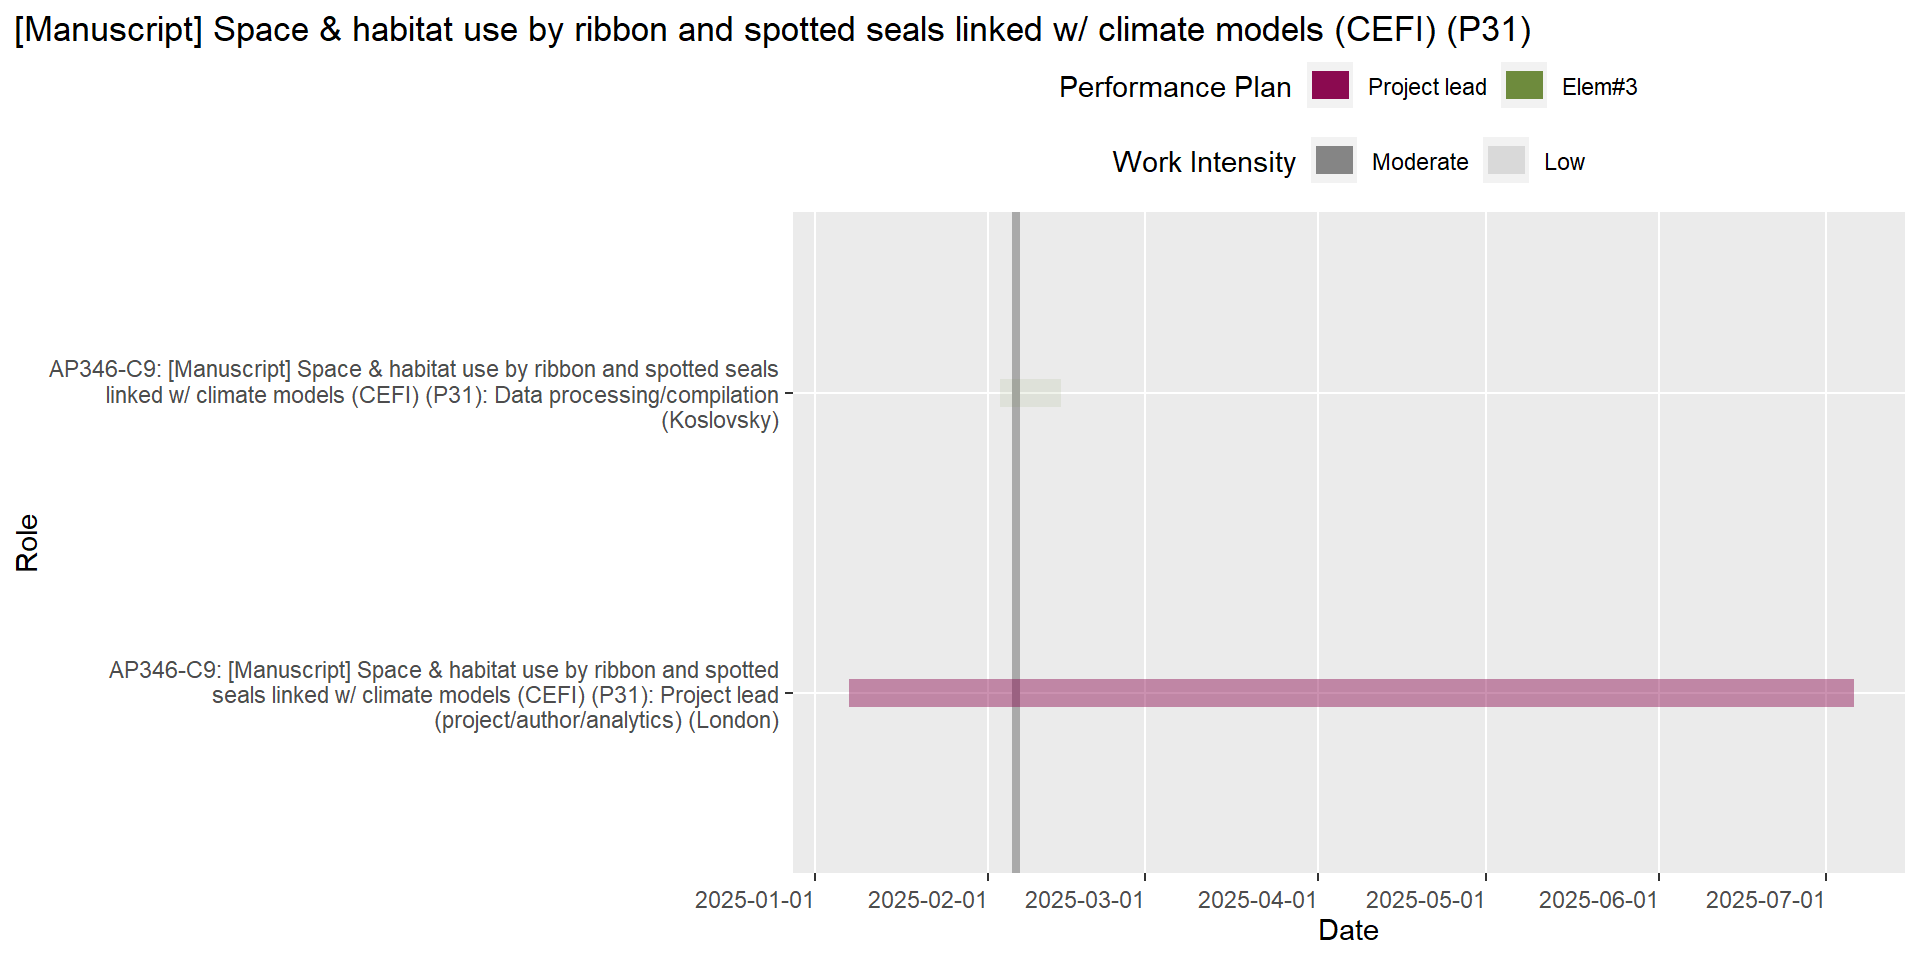 [Manuscript] Space & habitat use by ribbon and spotted seals linked w/ climate models (CEFI) (P31)
Performance Plan Project lead Elem#3
Work Intensity Moderate Low
AP346-C9: [Manuscript] Space & habitat use by ribbon and spotted seals
linked w/ climate models (CEFI) (P31): Data processing/compilation
(Koslovsky)
Role
AP346-C9: [Manuscript] Space & habitat use by ribbon and spotted
seals linked w/ climate models (CEFI) (P31): Project lead
(project/author/analytics) (London)
2025-01-01 2025-02-01 2025-03-01 2025-04-01 2025-05-01 2025-06-01 2025-07-01
Date